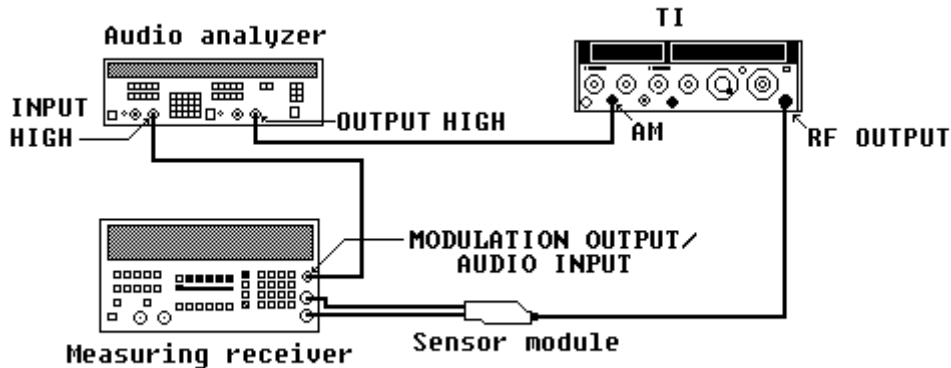 TI
Audio analyzer
INPUT
HIGH
OUTPUT HIGH
AM
RF OUTPUT
MODULATION OUTPUT/
AUDIO INPUT
Sensor module
Measuring receiver